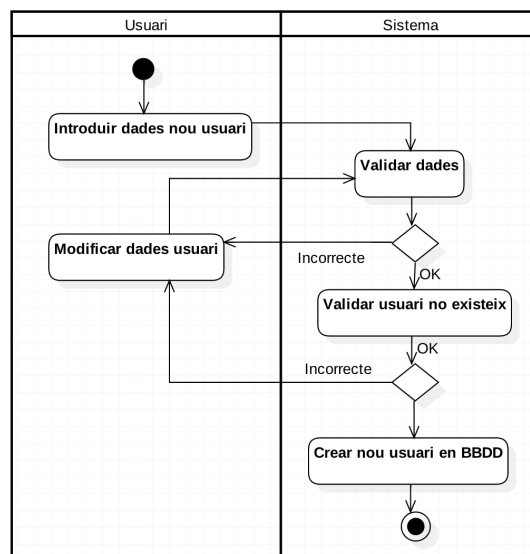 Usuari
Sistema
Introduir dades nou usuari
Validar dades
Modificar dades usuari
Incorrecte
OK
Validar usuari no existeix
OK
Incorrecte
Crear nou usuari en BBDD